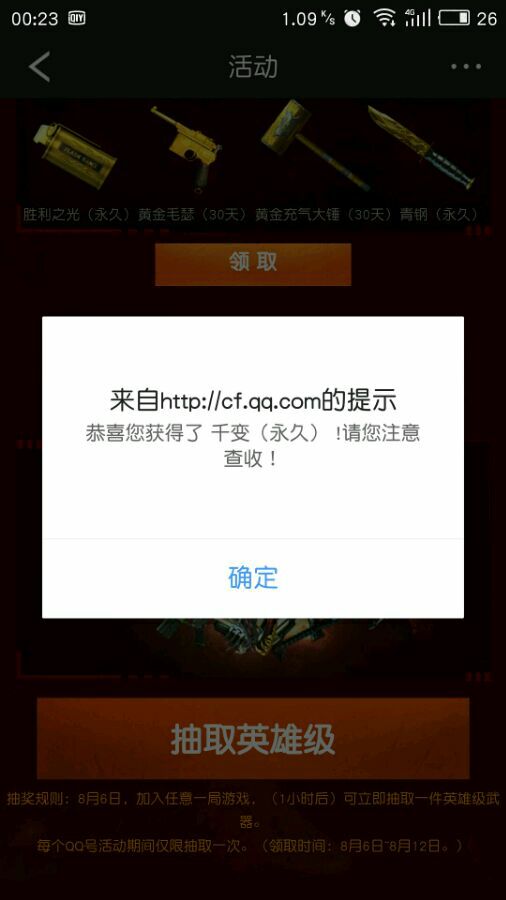 00:23 DIY 1.09 K/s 4G 26
活动
胜利之光（永久） 黄金毛瑟（30天） 黄金充气大锤（30天） 青钢（永久）
领取
来自http://cf.qq.com的提示
恭喜您获得了 千变（永久） !请您注意
查收！
确定
抽取英雄级
抽奖规则：8月6日，加入任意一局游戏，（1小时后）可立即抽取一件英雄级武
器。
每个QQ号活动期间仅限抽取一次。（领取时间：8月6日~8月12日。）